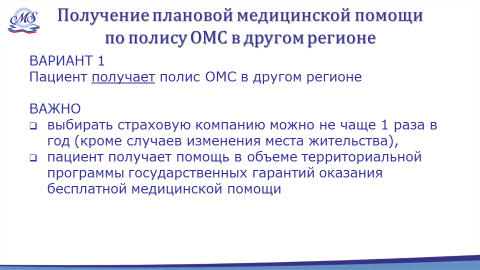 MS
Получение плановой медицинской помощи
по полису ОМС в другом регионе
ВАРИАНТ 1
Пациент получает полис ОМС в другом регионе
ВАЖНО
выбирать страховую компанию можно не чаще 1 раза в
год (кроме случаев изменения места жительства),
пациент получает помощь в объеме территориальной
программы государственных гарантий оказания
бесплатной медицинской помощи